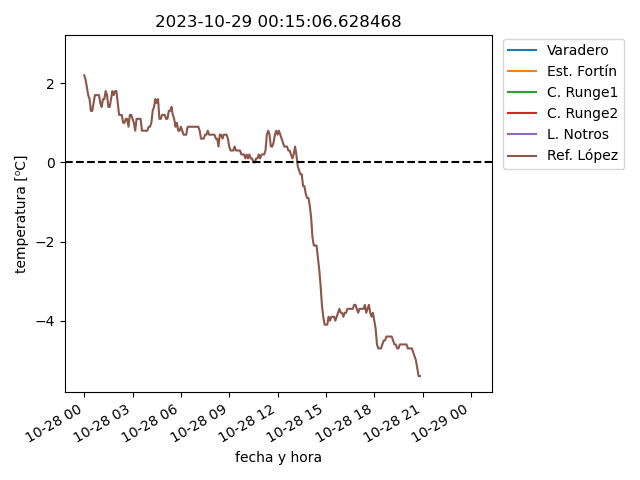 2023-10-29 00:15:06.628468
Varadero
Est. Fortín
C. Runge1
C. Runge2
L. Notros
Ref. López
temperatura [ºC]
2
0
−2
−4
10-28 00
10-28 03
10-28 06
10-28 09
10-28 12
10-28 15
10-28 18
10-28 21
10-29 00
fecha y hora